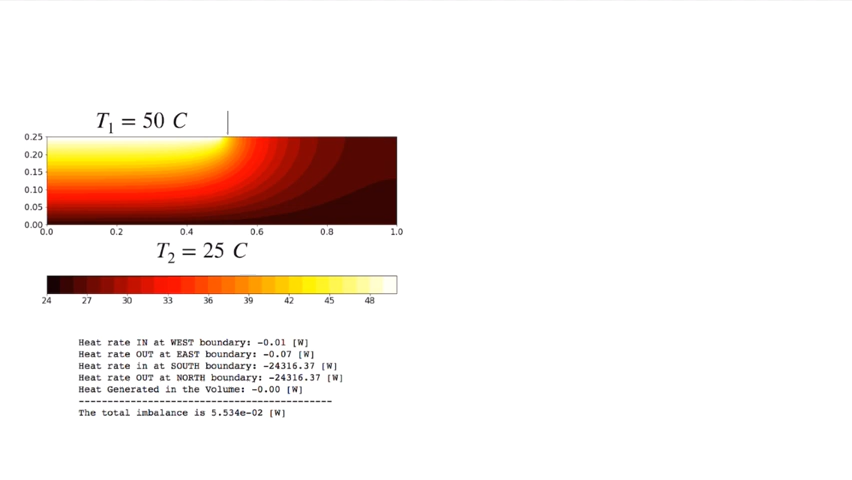 T₁ = 50 C
0.25
0.20
0.15
0.10
0.05
0.00
0.0 0.2 0.4 0.6 0.8 1.0
T₂ = 25 C
24 27 30 33 36 39 42 45 48
Heat rate IN at WEST boundary: -0.01 [W]
Heat rate OUT at EAST boundary: -0.07 [W]
Heat rate in at SOUTH boundary: -24316.37 [W]
Heat rate OUT at NORTH boundary: -24316.37 [W]
Heat Generated in the Volume: -0.00 [W]
--------------------------------------------
The total imbalance is 5.534e-02 [W]